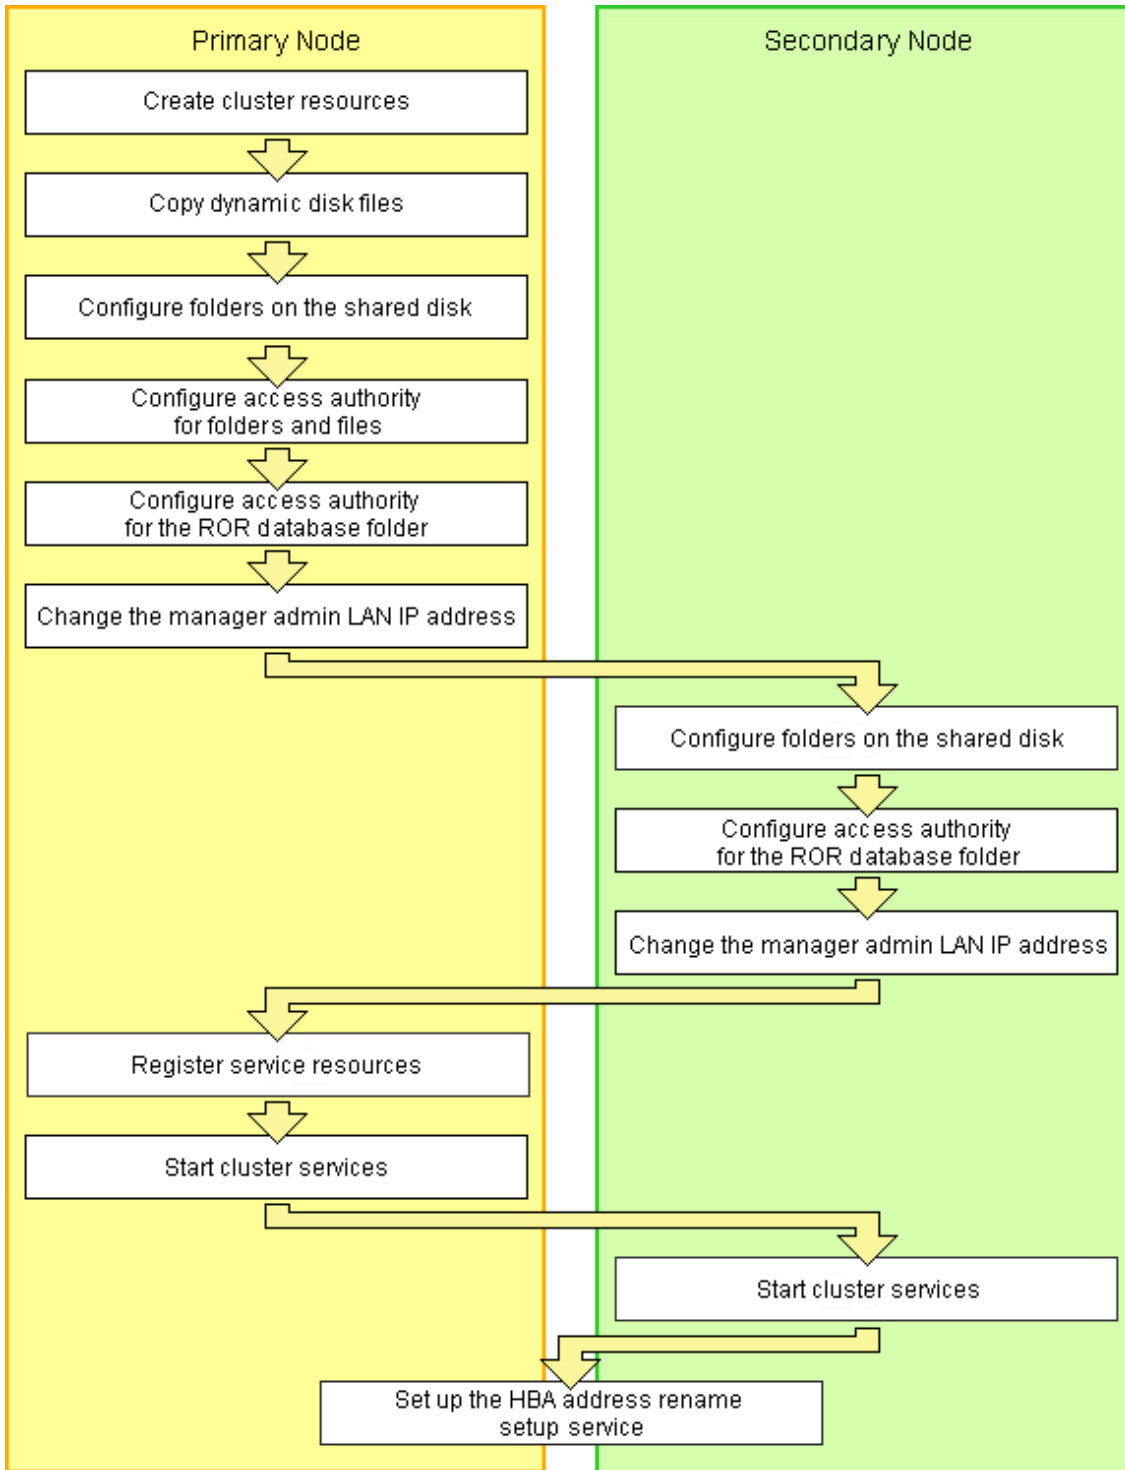 Primary Node
Secondary Node
Create cluster resources
Copy dynamic disk files
Configure folders on the shared disk
Configure access authority
for folders and files
Configure access authority
for the ROR database folder
Change the manager admin LAN IP address
Configure folders on the shared disk
Configure access authority
for the ROR database folder
Change the manager admin LAN IP address
Register service resources
Start cluster services
Start cluster services
Set up the HBA address rename
setup service